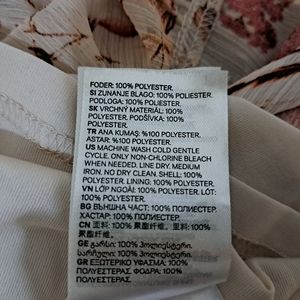 FODER: 100% POLYESTER.
SI ZUNANJE BLAGO: 100% POLIESTER.
PODLOGA: 100% POLIESTER.
SK VRCHNÝ MATERIÁL: 100%
POLYESTER. PODŠÍVKA: 100%
POLYESTER.
TR ANA KUMAŞ: %100 POLYESTER.
ASTAR: %100 POLYESTER.
US MACHINE WASH COLD GENTLE
CYCLE. ONLY NON-CHLORINE BLEACH
WHEN NEEDED. LINE DRY. MEDIUM
IRON. NO DRY CLEAN. SHELL: 100%
POLYESTER. LINING: 100% POLYESTER.
VN LỚP NGOÀI: 100% POLYESTER. LÓT:
100% POLYESTER.
BG ВЪНШНА ЧАСТ: 100% ПОЛИЕСТЕР.
ХАСТАР: 100% ПОЛИЕСТЕР.
CN 面料: 100% 聚酯纤维. 里料: 100%
聚酯纤维.
GE გარსი: 100% პოლიესტერი.
სარჩული: 100% პოლიესტერი.
GR ΕΞΩΤΕΡΙΚΟ ΥΦΑΣΜΑ: 100%
ΠΟΛΥΕΣΤΕΡΑΣ. ΦΟΔΡΑ: 100%
ΠΟΛΥΕΣΤΕΡΑΣ.